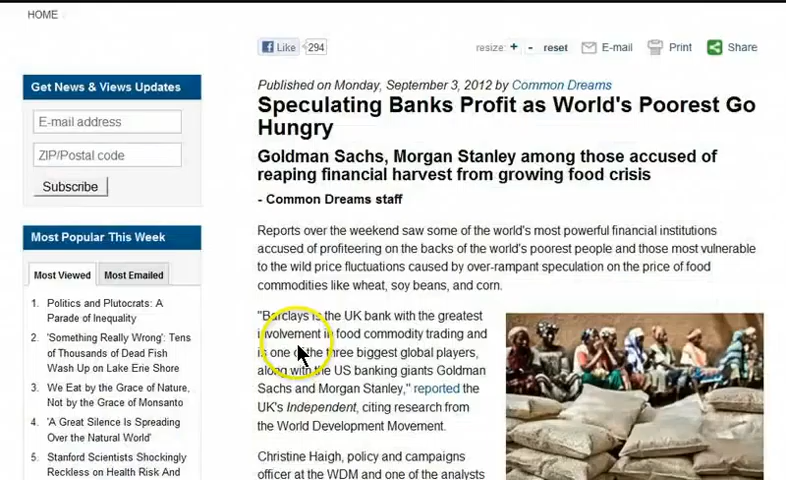 HOME
Like 294
resize: + - reset E-mail Print Share
Get News & Views Updates
E-mail address
ZIP/Postal code
Subscribe
Most Popular This Week
Most Viewed Most Emailed
1. Politics and Plutocrats: A
Parade of Inequality
2. 'Something Really Wrong': Tens
of Thousands of Dead Fish
Wash Up on Lake Erie Shore
3. We Eat by the Grace of Nature,
Not by the Grace of Monsanto
4. 'A Great Silence Is Spreading
Over the Natural World'
5. Stanford Scientists Shockingly
Reckless on Health Risk And
Published on Monday, September 3, 2012 by Common Dreams
Speculating Banks Profit as World's Poorest Go
Hungry
Goldman Sachs, Morgan Stanley among those accused of
reaping financial harvest from growing food crisis
- Common Dreams staff
Reports over the weekend saw some of the world's most powerful financial institutions
accused of profiteering on the backs of the world's poorest people and those most vulnerable
to the wild price fluctuations caused by over-rampant speculation on the price of food
commodities like wheat, soy beans, and corn.
"Barclays is the UK bank with the greatest
involvement in food commodity trading and
is one of the three biggest global players,
along with the US banking giants Goldman
Sachs and Morgan Stanley," reported the
UK's Independent, citing research from
the World Development Movement.
Christine Haigh, policy and campaigns
officer at the WDM and one of the analysts